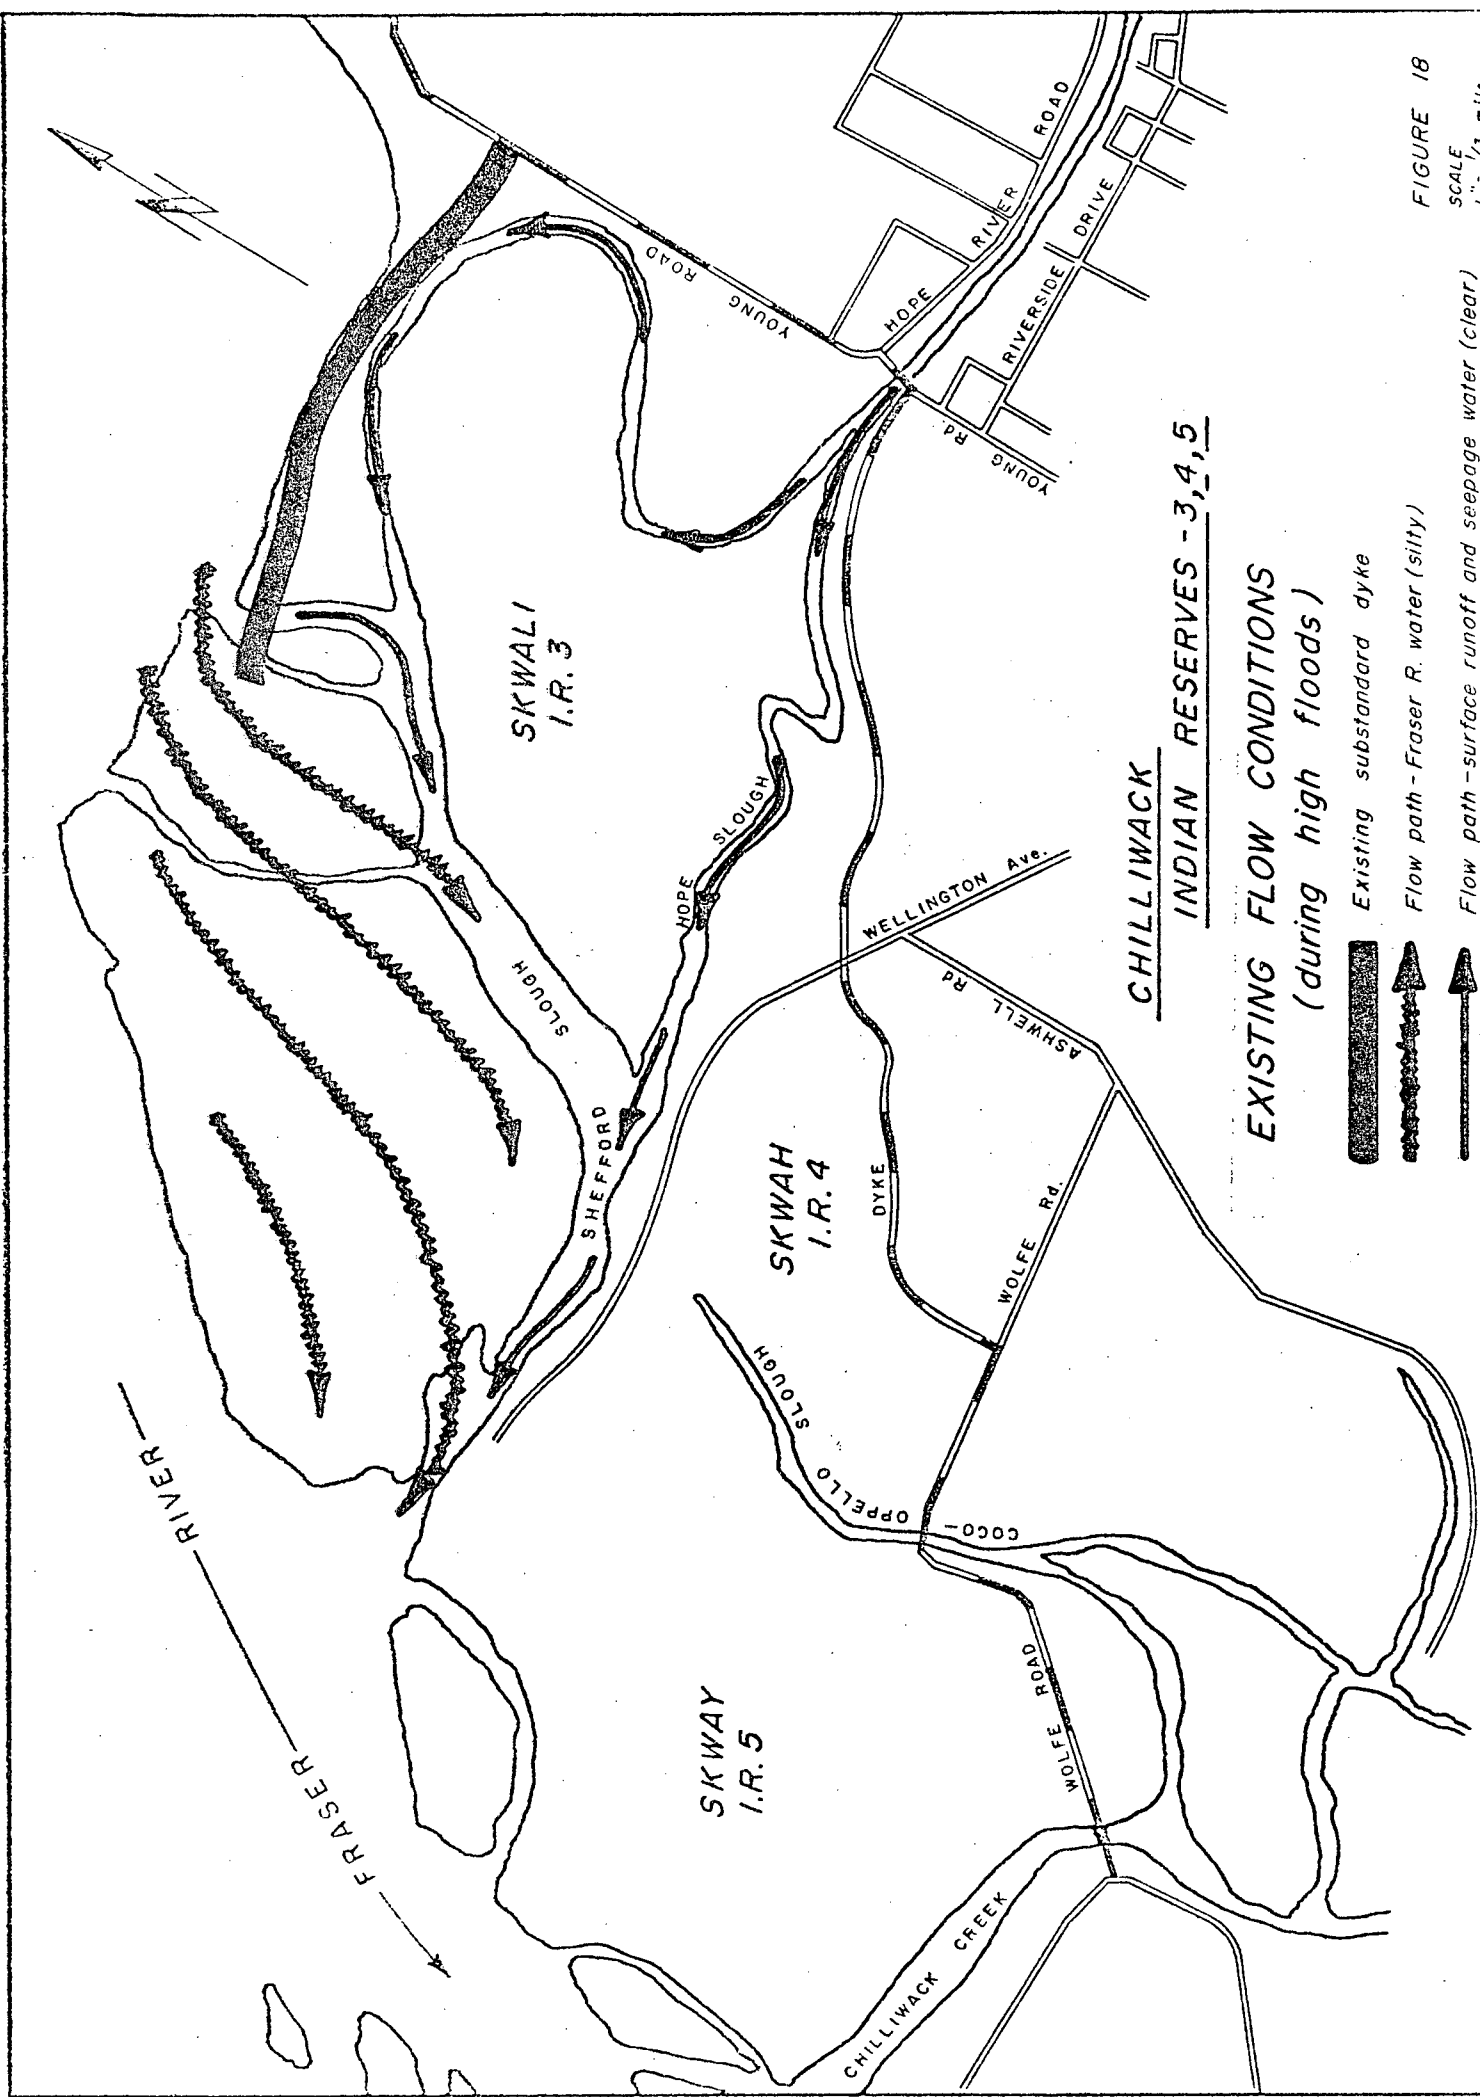 RIVER
FRASER
SKWALI
I.R. 3
SKWAH
I.R. 4
SKWAY
I.R. 5
SLOUGH
SHEFFORD
HOPE
SLOUGH
YOUNG ROAD
HOPE RIVER ROAD
RIVERSIDE DRIVE
YOUNG Rd.
WELLINGTON Ave.
ASHWELL Rd
DYKE
WOLFE Rd.
COCO-OPPELLO SLOUGH
WOLFE ROAD
CHILLIWACK CREEK
CHILLIWACK
INDIAN RESERVES -3,4,5
EXISTING FLOW CONDITIONS
(during high floods)
Existing substandard dyke
Flow path - Fraser R. water (silty)
Flow path - surface runoff and seepage water (clear)
FIGURE 18
SCALE